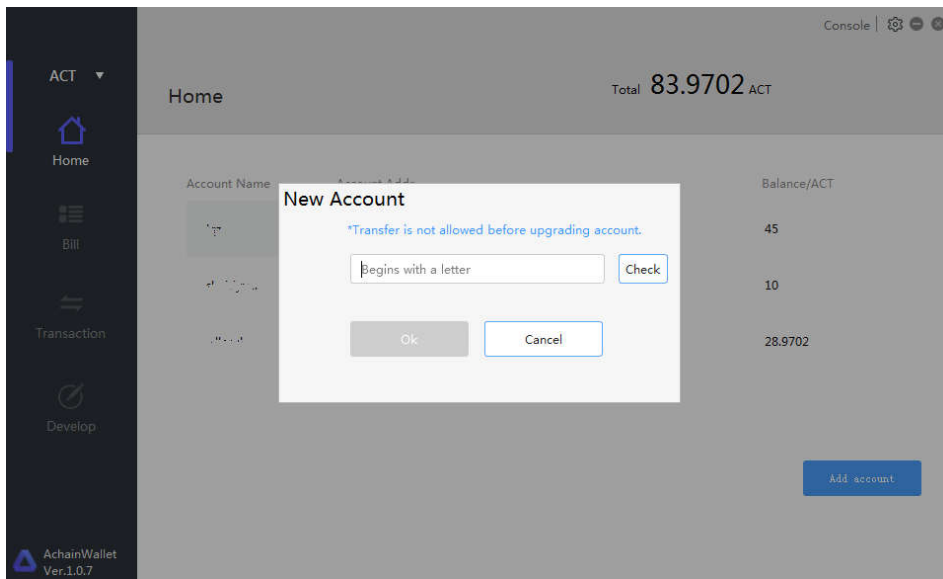 Console
ACT
Home
Total 83.9702 ACT
Home
Account Name
Balance/ACT
New Account
*Transfer is not allowed before upgrading account.
45
Bill
Begins with a letter
Check
10
Transaction
Ok
Cancel
28.9702
Develop
Add account
AchainWallet
Ver.1.0.7